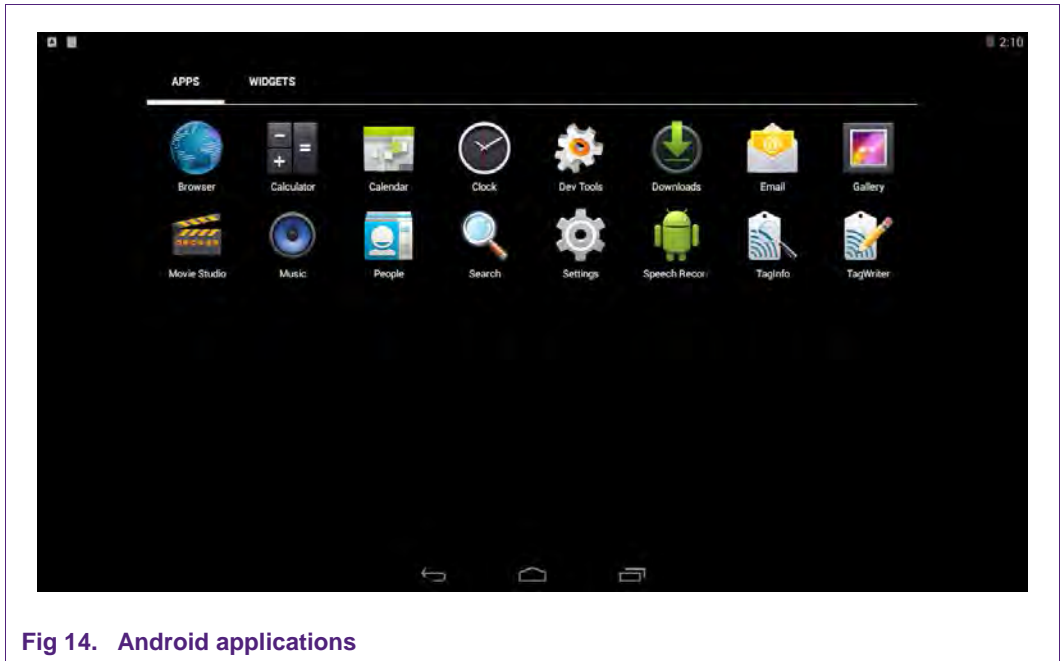 2:10
APPS WIDGETS
Browser Calculator Calendar Clock Dev Tools Downloads Email Gallery
Movie Studio Music People Search Settings Speech Recor TagInfo TagWriter
Fig 14. Android applications